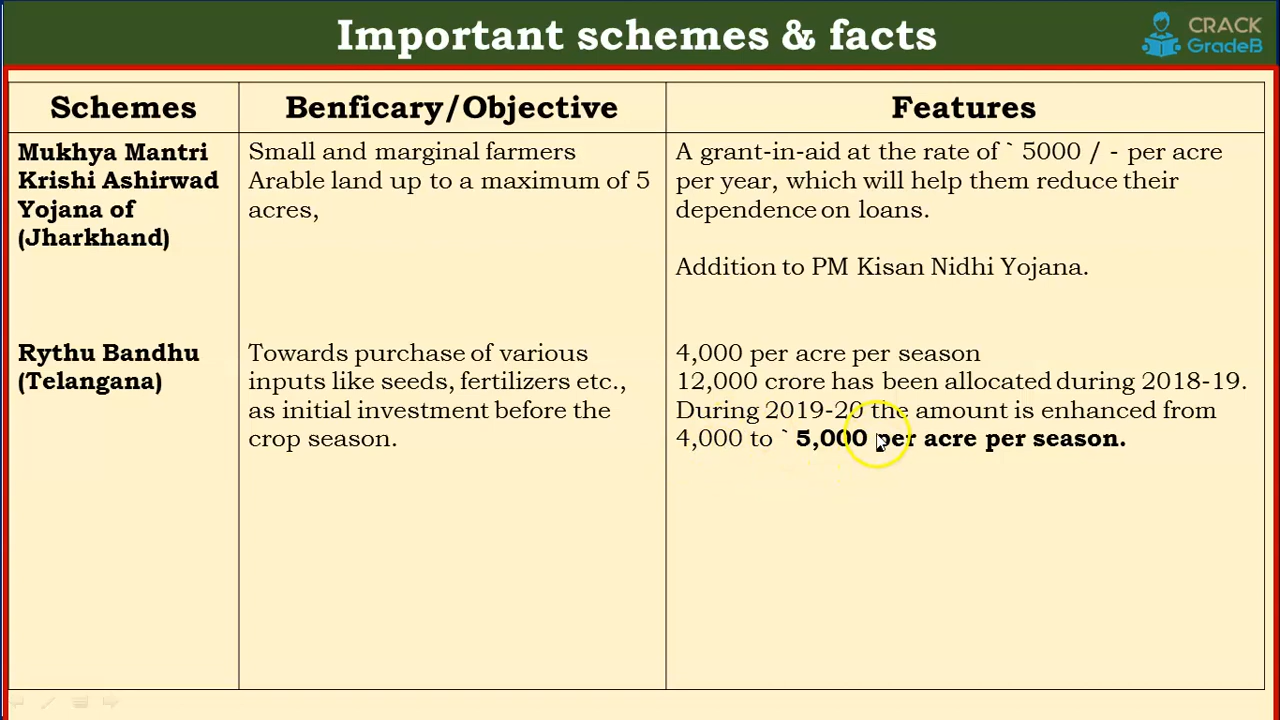 Important schemes & facts
CRACK
GradeB
Schemes
Benficary/Objective
Features
Mukhya Mantri
Krishi Ashirwad
Yojana of
(Jharkhand)
Small and marginal farmers
Arable land up to a maximum of 5
acres,
A grant-in-aid at the rate of ` 5000 / - per acre
per year, which will help them reduce their
dependence on loans.
Addition to PM Kisan Nidhi Yojana.
Rythu Bandhu
(Telangana)
Towards purchase of various
inputs like seeds, fertilizers etc.,
as initial investment before the
crop season.
4,000 per acre per season
12,000 crore has been allocated during 2018-19.
During 2019-20 the amount is enhanced from
4,000 to ` 5,000 per acre per season.